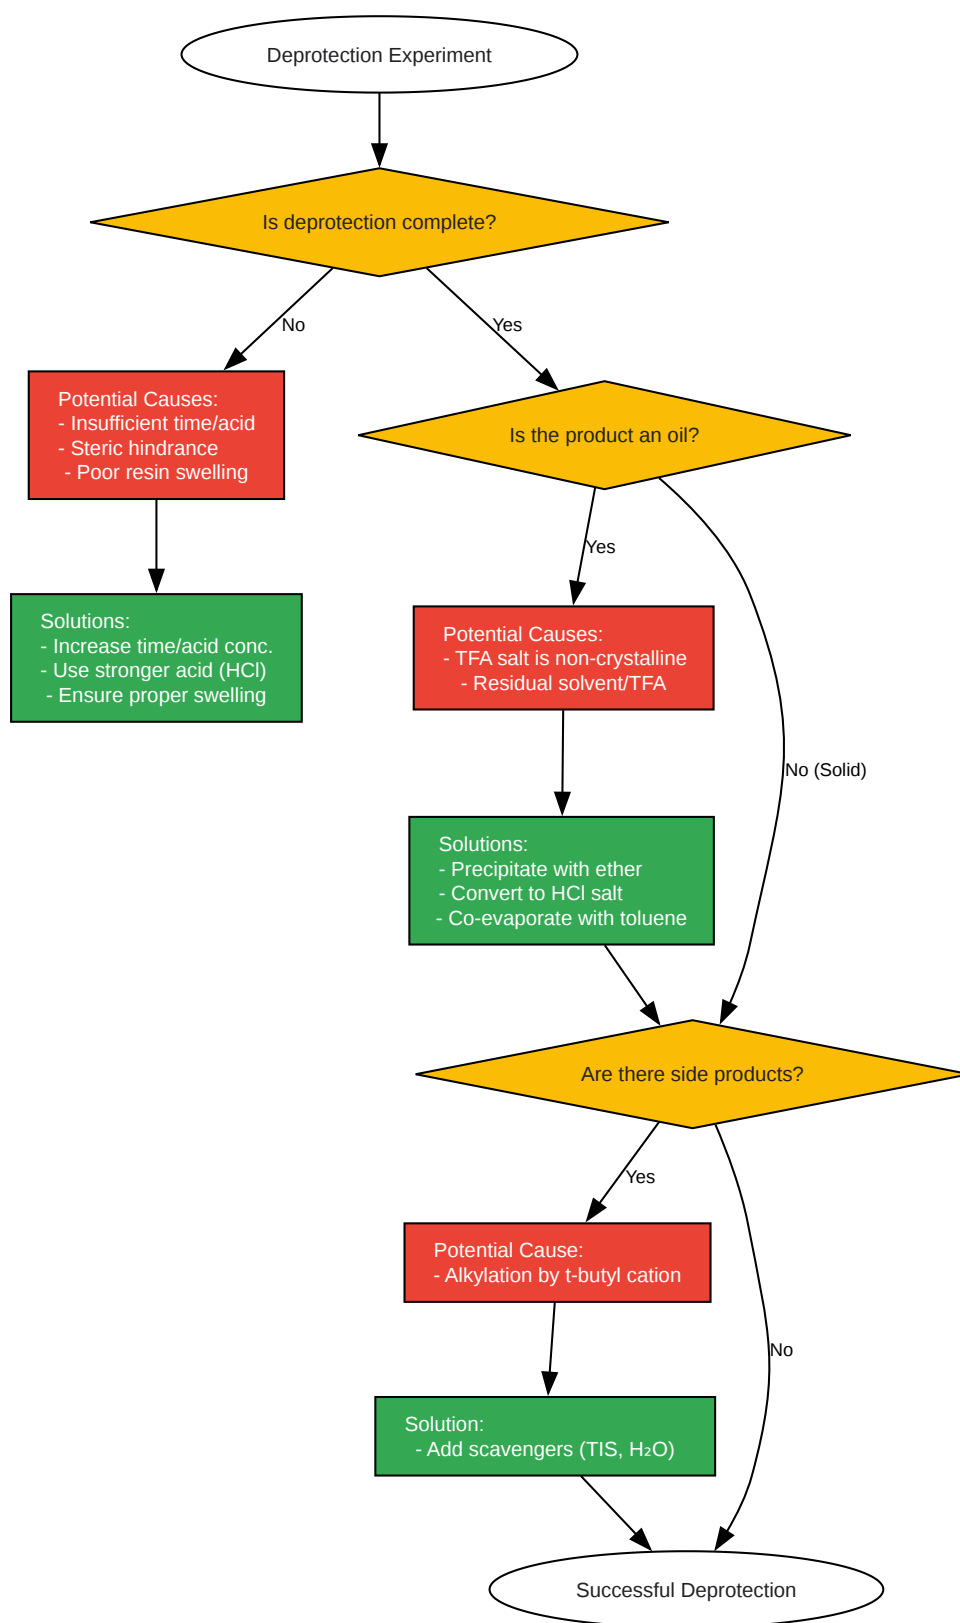 Deprotection Experiment
Is deprotection complete?
No
Yes
Potential Causes:
- Insufficient time/acid
- Steric hindrance
- Poor resin swelling
Is the product an oil?
Solutions:
- Increase time/acid conc.
- Use stronger acid (HCl)
- Ensure proper swelling
Yes
No (Solid)
Potential Causes:
- TFA salt is non-crystalline
- Residual solvent/TFA
Solutions:
- Precipitate with ether
- Convert to HCl salt
- Co-evaporate with toluene
Are there side products?
Yes
No
Potential Cause:
- Alkylation by t-butyl cation
Solution:
- Add scavengers (TIS, H₂O)
Successful Deprotection